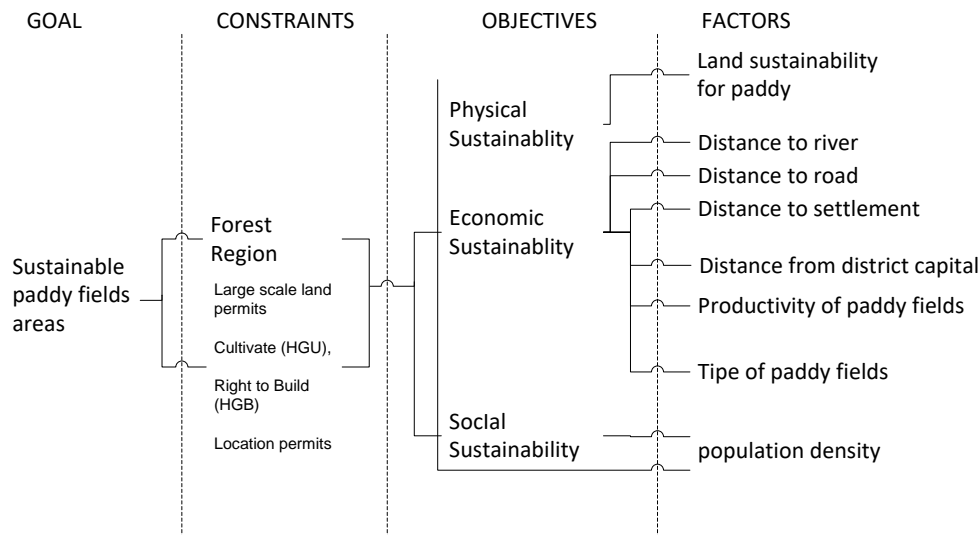 GOAL
CONSTRAINTS
OBJECTIVES
FACTORS
Sustainable
paddy fields
areas
Forest
Region
Large scale land
permits
Cultivate (HGU),
Right to Build
(HGB)
Location permits
Physical
Sustainablity
Economic
Sustainablity
SocIal
Sustainability
Land sustainability
for paddy
Distance to river
Distance to road
Distance to settlement
Distance from district capital
Productivity of paddy fields
Tipe of paddy fields
population density